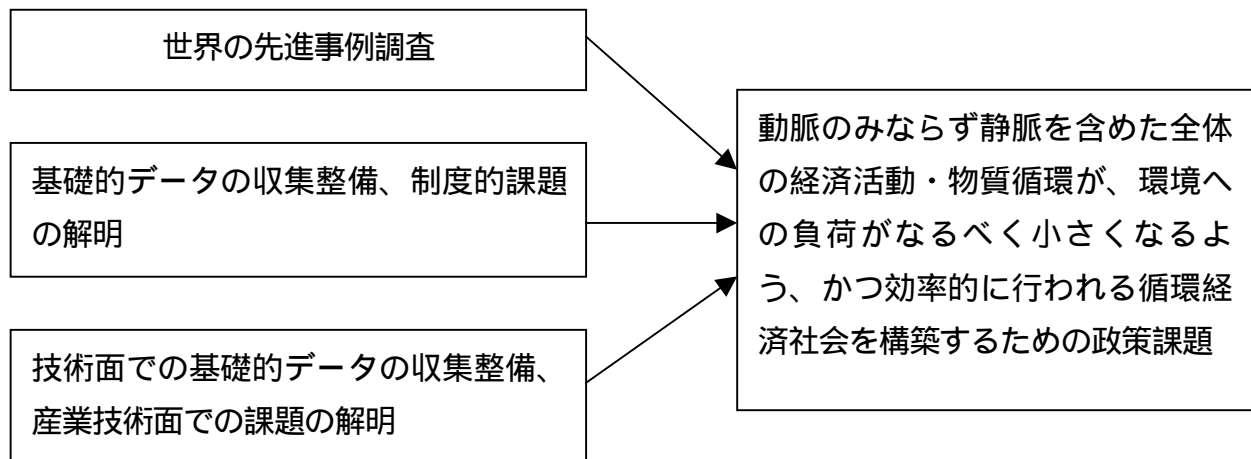 世界の先進事例調査
基礎的データの収集整備、制度的課題
の解明
技術面での基礎的データの収集整備、
産業技術面での課題の解明
動脈のみならず静脈を含めた全体
の経済活動・物質循環が、環境へ
の負荷がなるべく小さくなるよ
う、かつ効率的に行われる循環経
済社会を構築するための政策課題